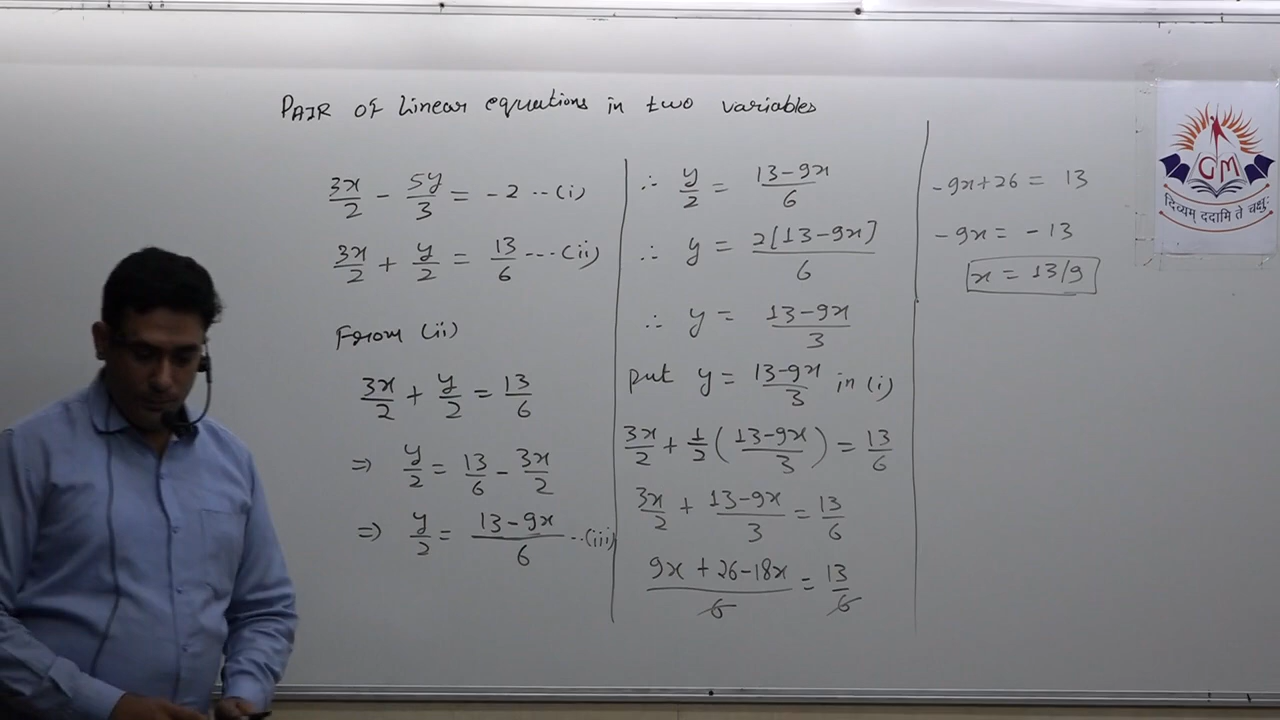 PAIR OF linear equations in two variables
3x/2 - 5y/3 = -2 --(i)
3x/2 + y/2 = 13/6 ---(ii)
From (ii)
3x/2 + y/2 = 13/6
⇒ y/2 = 13/6 - 3x/2
⇒ y/2 = 13-9x/6 --(iii)
∴ y/2 = 13-9x/6
∴ y = 2[13-9x]/6
∴ y = 13-9x/3
put y = 13-9x/3 in (i)
3x/2 + 1/2 (13-9x/3) = 13/6
3x/2 + 13-9x/3 = 13/6
9x + 26-18x/6 = 13/6
-9x+26 = 13
-9x = -13
x = 13/9
GM
दिव्यम् ददामि ते चक्षुः